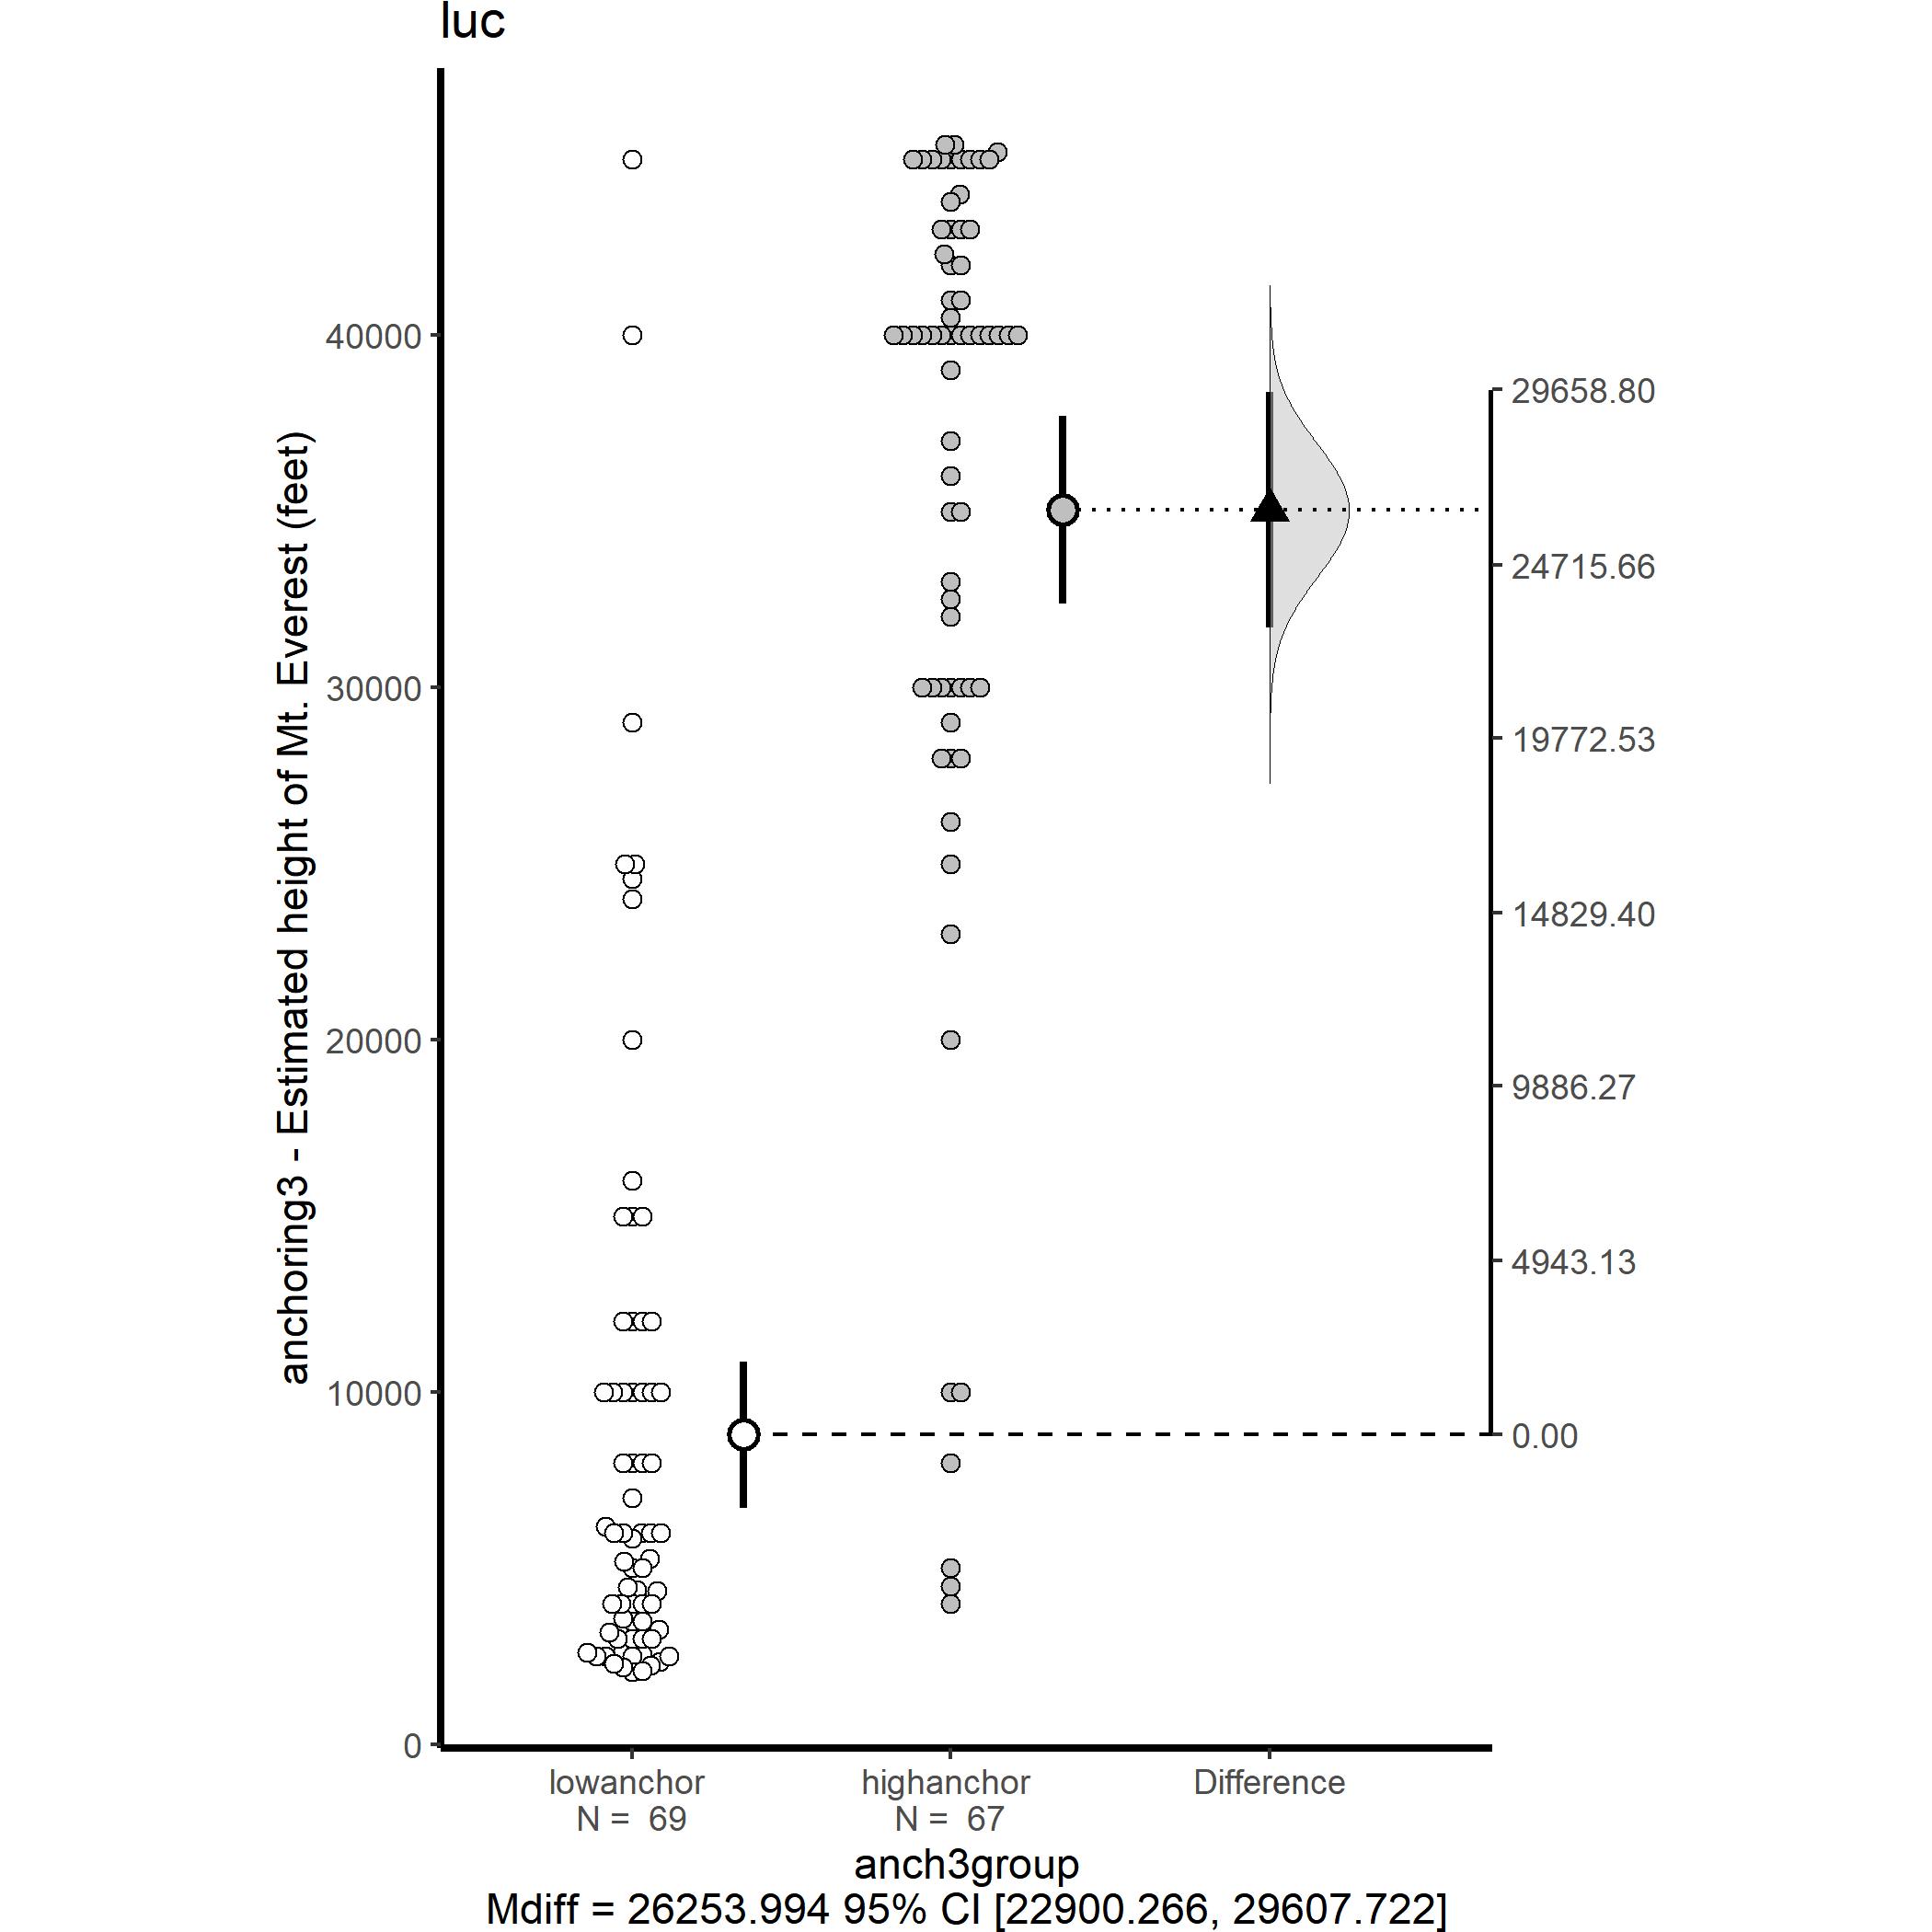 luc
anchoring3 - Estimated height of Mt. Everest (feet)
40000
30000
20000
10000
0
29658.80
24715.66
19772.53
14829.40
9886.27
4943.13
0.00
lowanchor
N =  69
highanchor
N =  67
Difference
anch3group
Mdiff = 26253.994 95% CI [22900.266, 29607.722]